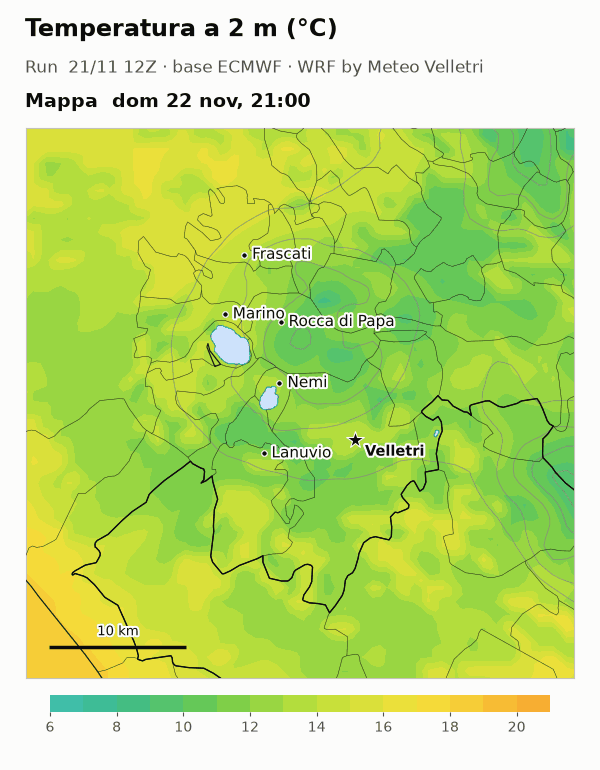 Temperatura a 2 m (°C)
Run  21/11 12Z · base ECMWF · WRF by Meteo Velletri
Mappa  dom 22 nov, 21:00
Frascati
Marino
Rocca di Papa
Nemi
Lanuvio
Velletri
10 km
6 8 10 12 14 16 18 20